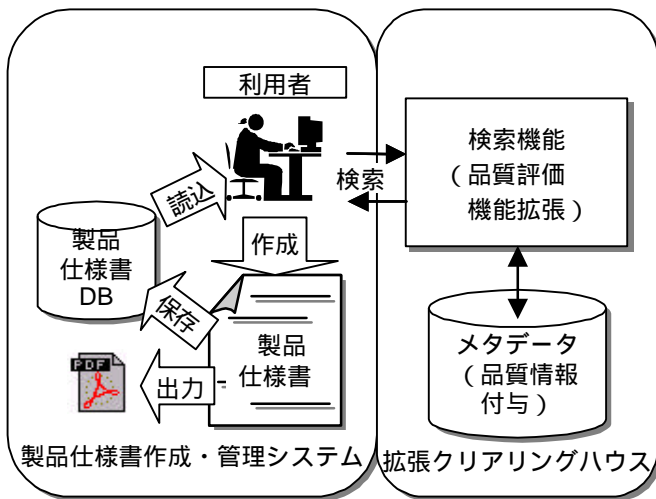 利用者
検索機能
（品質評価
機能拡張）
検索
読込
製品
仕様書
DB
作成
保存
製品
仕様書
PDF
出力
メタデータ
（品質情報
付与）
製品仕様書作成・管理システム
拡張クリアリングハウス